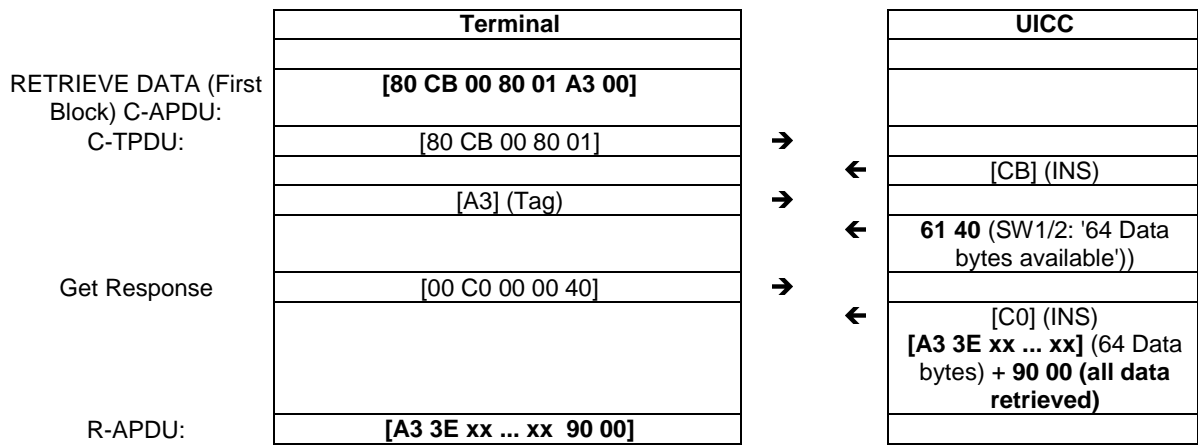 Terminal UICC
RETRIEVE DATA (First [80 CB 00 80 01 A3 00]
Block) C-APDU:
C-TPDU: [80 CB 00 80 01] ➔
🡸 [CB] (INS)
[A3] (Tag) ➔
🡸 61 40 (SW1/2: '64 Data
bytes available'))
Get Response [00 C0 00 00 40] ➔
🡸 [C0] (INS)
[A3 3E xx ... xx] (64 Data
bytes) + 90 00 (all data
retrieved)
R-APDU: [A3 3E xx ... xx 90 00]